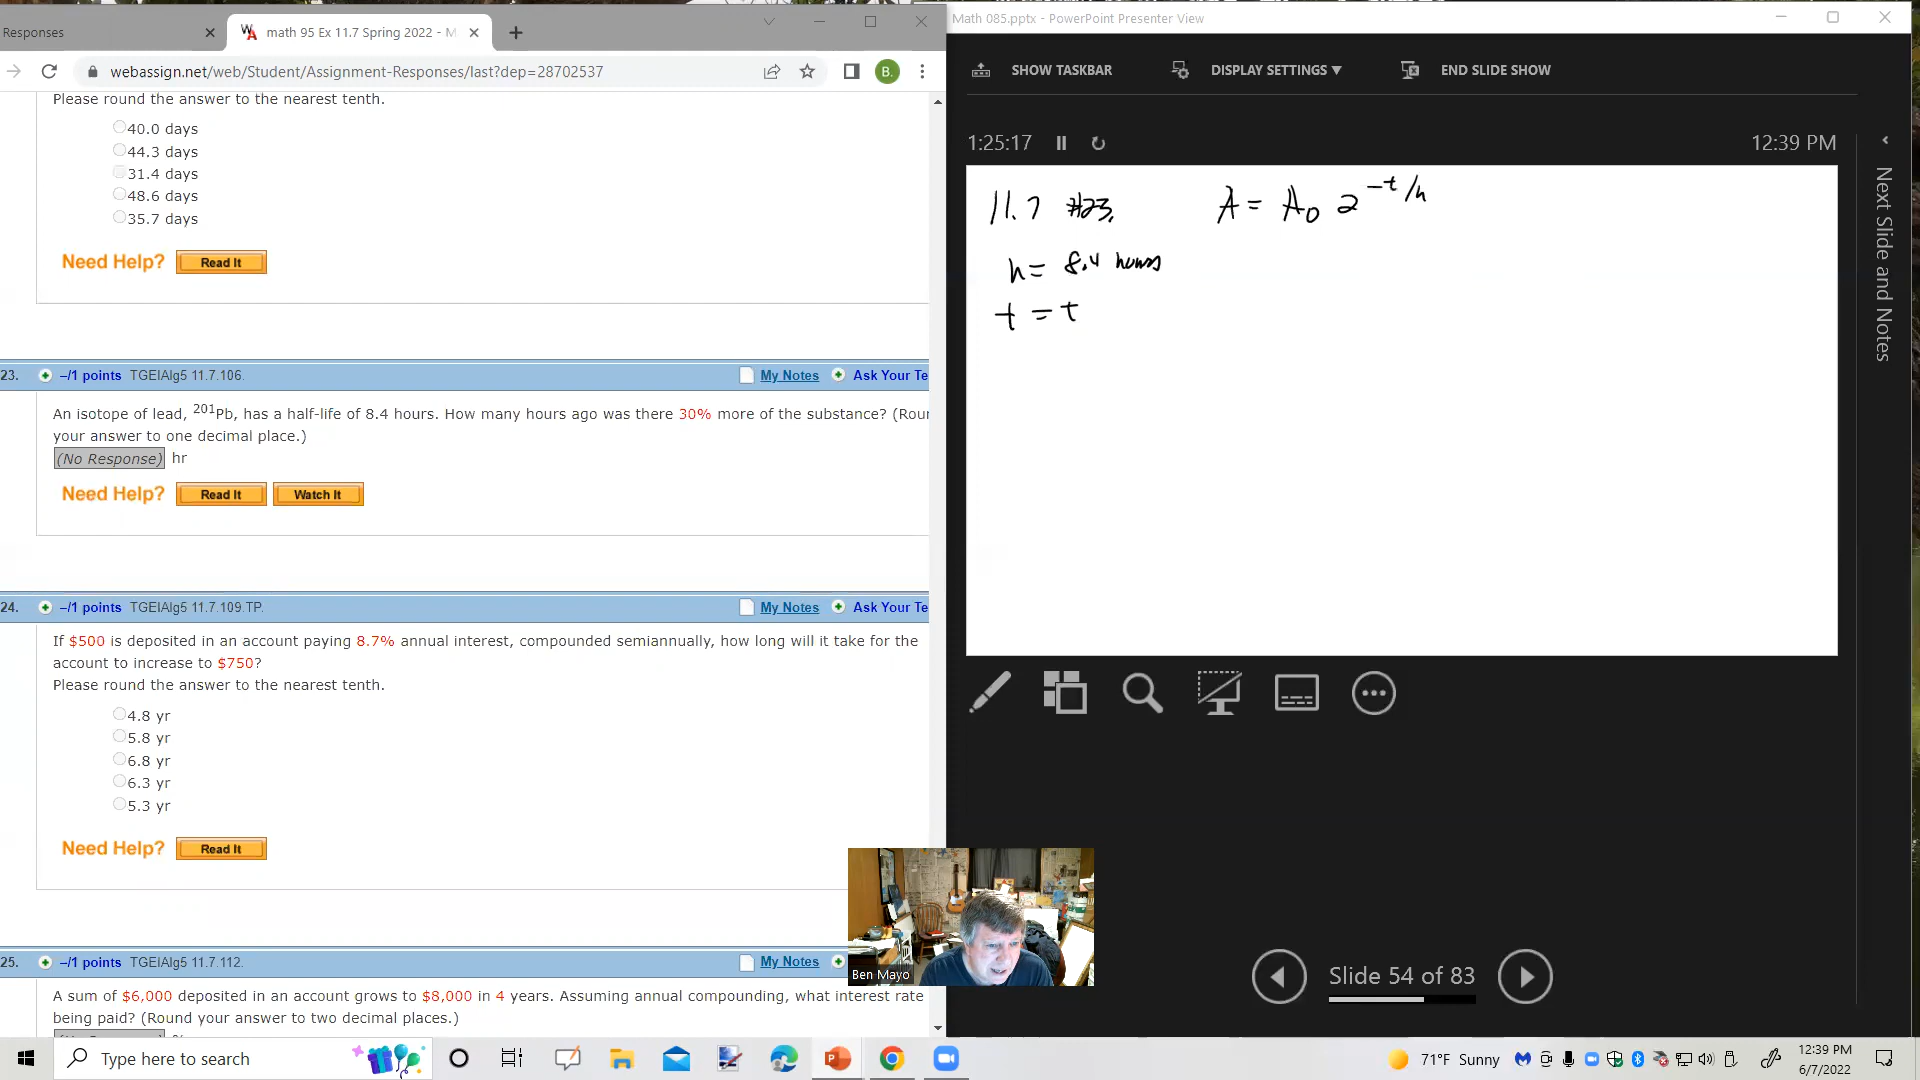 Responses
math 95 Ex 11.7 Spring 2022 - M
Math 085.pptx - PowerPoint Presenter View
webassign.net/web/Student/Assignment-Responses/last?dep=28702537
B.
SHOW TASKBAR
DISPLAY SETTINGS ▼
END SLIDE SHOW
1:25:17
12:39 PM
Next Slide and Notes
Please round the answer to the nearest tenth.
40.0 days
44.3 days
31.4 days
48.6 days
35.7 days
Need Help? Read It
11.7 #23. A = A₀ 2^(-t/h)
h = 8.4 hours
t = t
23. –/1 points TGEIAlg5 11.7.106. My Notes Ask Your Te
An isotope of lead, ²⁰¹Pb, has a half-life of 8.4 hours. How many hours ago was there 30% more of the substance? (Rour
your answer to one decimal place.)
(No Response) hr
Need Help? Read It Watch It
24. –/1 points TGEIAlg5 11.7.109.TP. My Notes Ask Your Te
If $500 is deposited in an account paying 8.7% annual interest, compounded semiannually, how long will it take for the
account to increase to $750?
Please round the answer to the nearest tenth.
4.8 yr
5.8 yr
6.8 yr
6.3 yr
5.3 yr
Need Help? Read It
Ben Mayo
Slide 54 of 83
25. –/1 points TGEIAlg5 11.7.112. My Notes
A sum of $6,000 deposited in an account grows to $8,000 in 4 years. Assuming annual compounding, what interest rate
being paid? (Round your answer to two decimal places.)
Type here to search
71°F Sunny
12:39 PM
6/7/2022